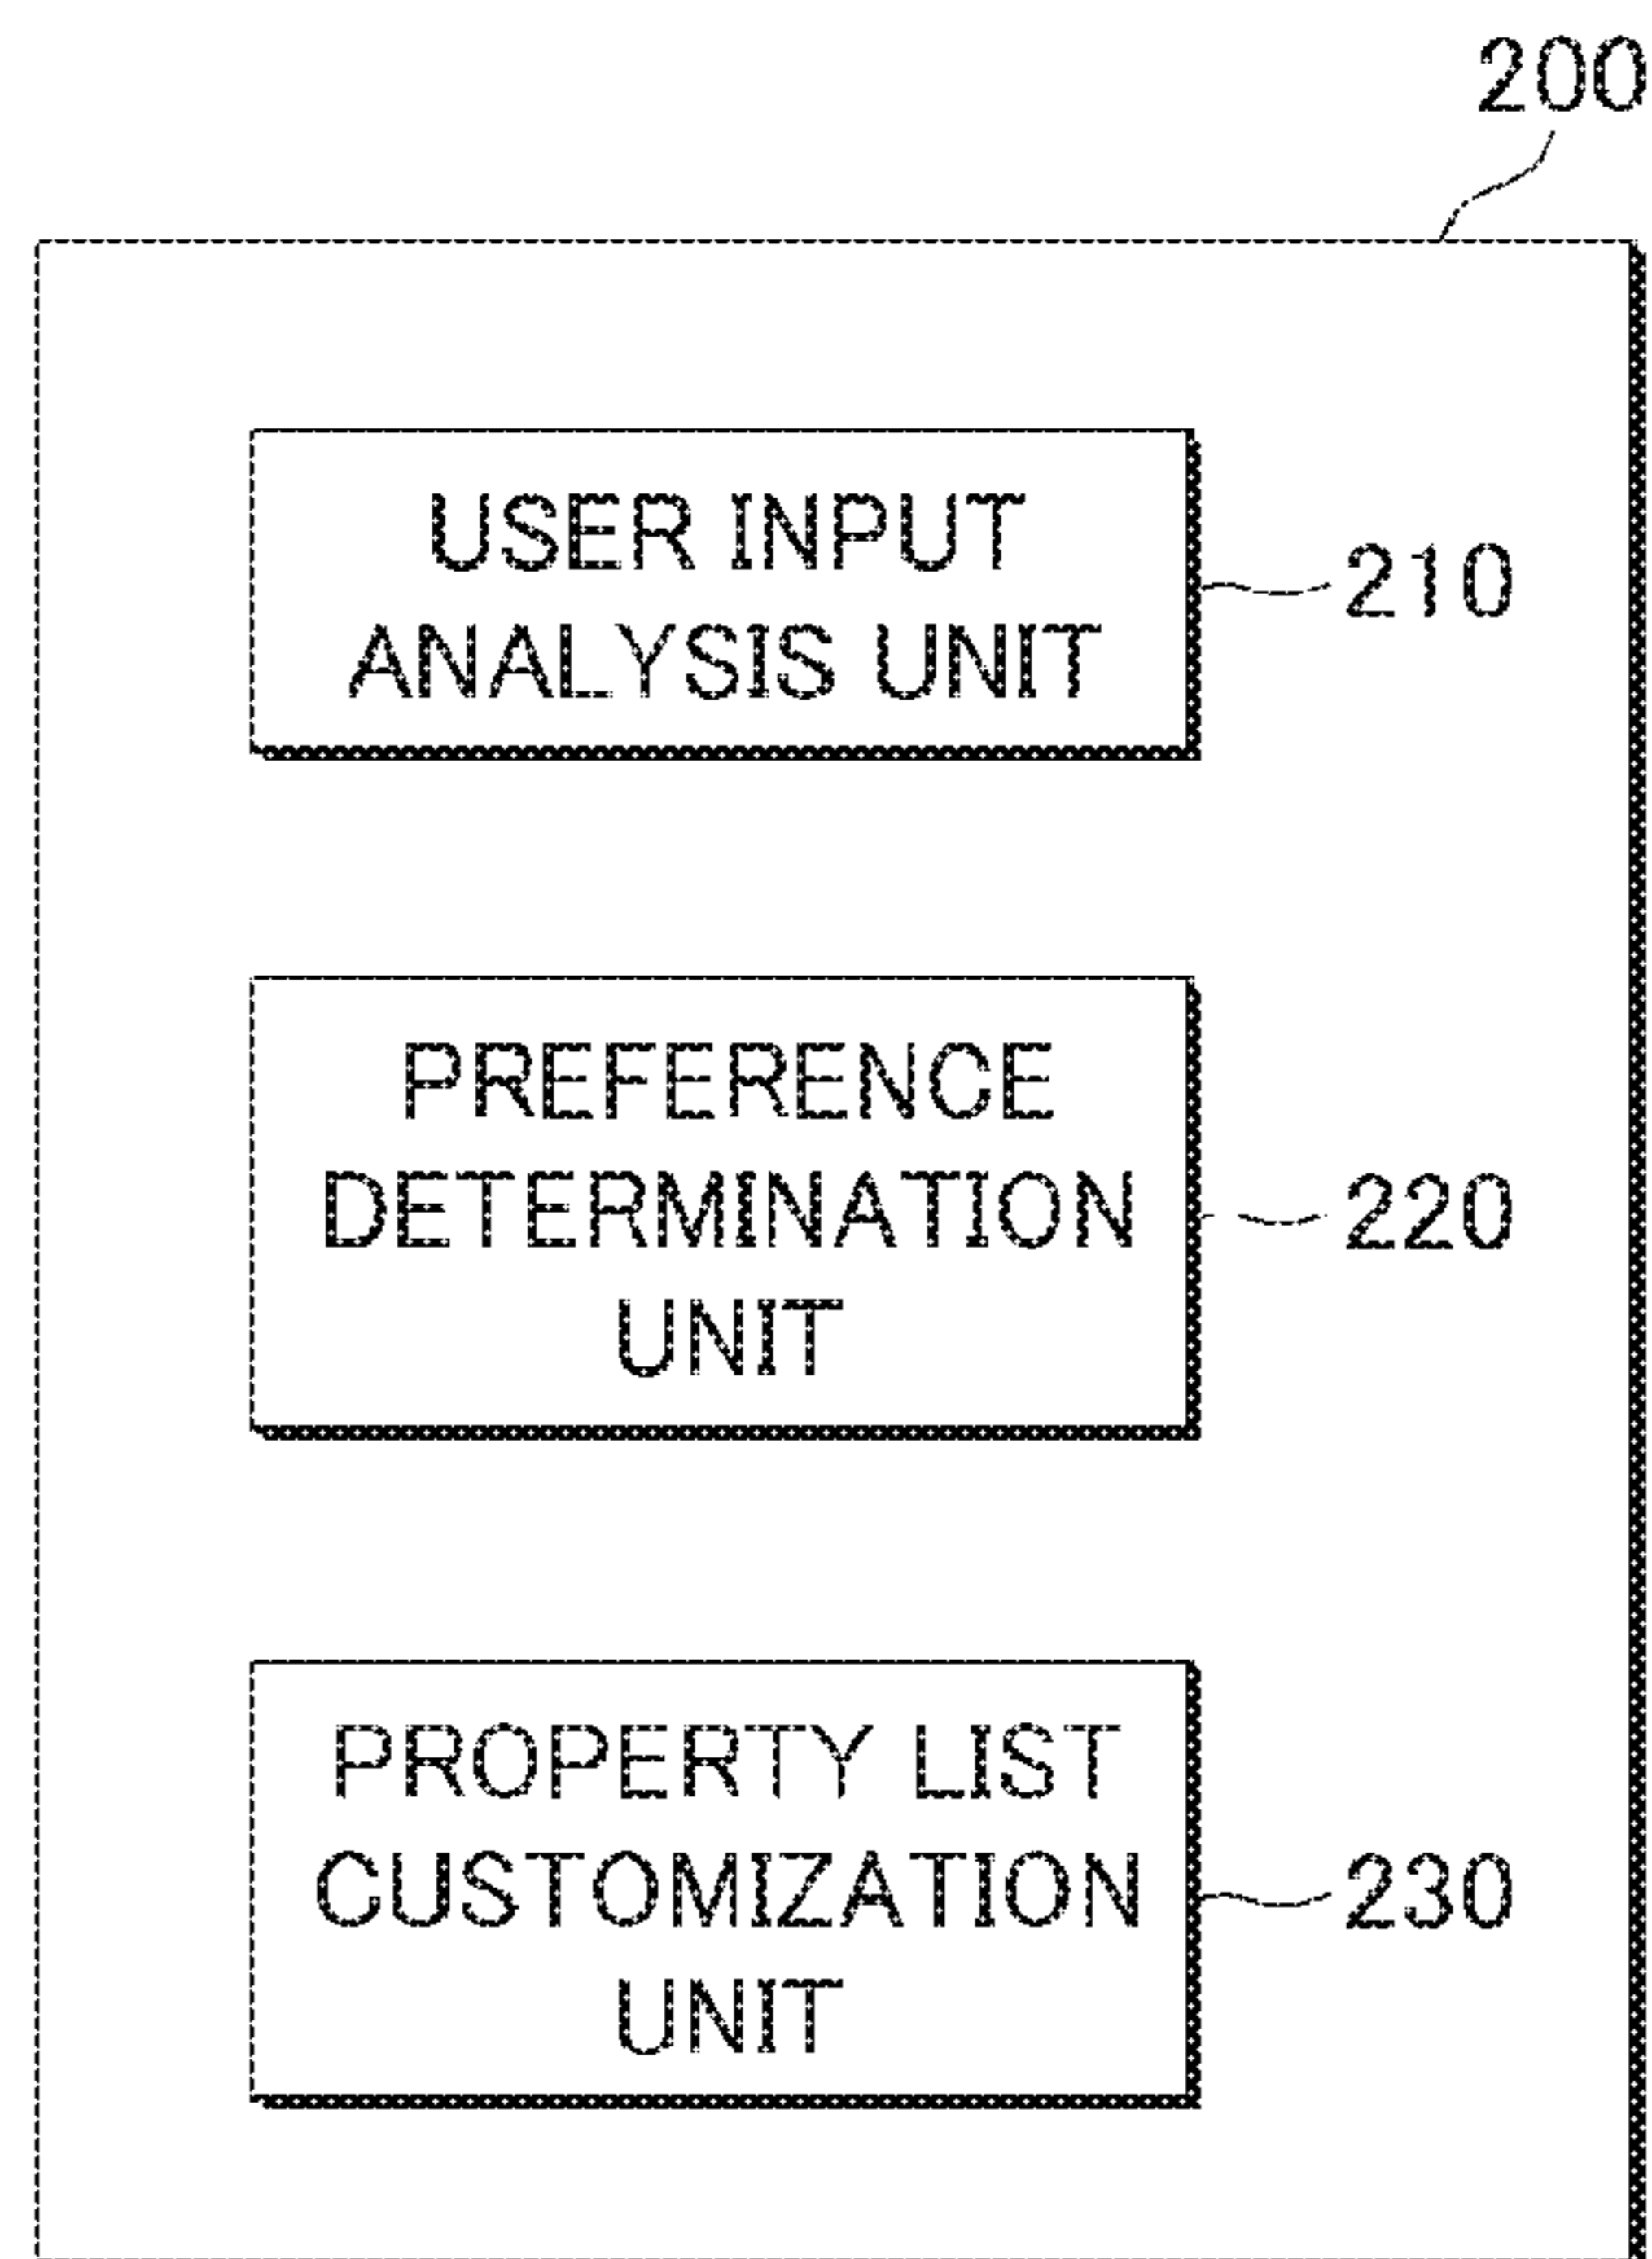 200
USER INPUT
ANALYSIS UNIT
210
PREFERENCE
DETERMINATION
UNIT
220
PROPERTY LIST
CUSTOMIZATION
UNIT
230